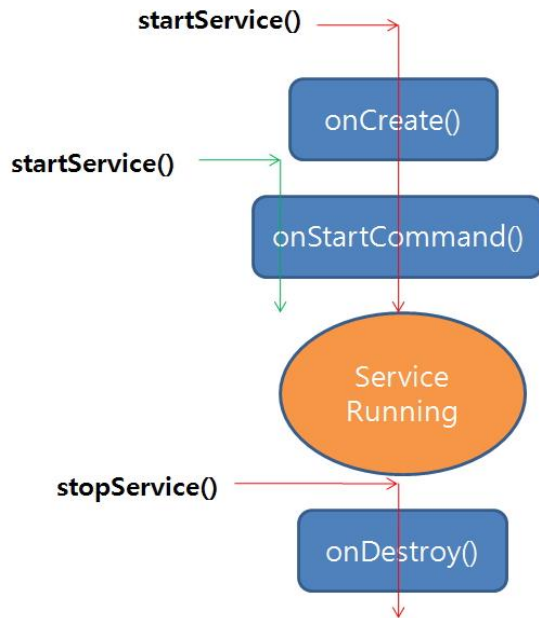 startService()
onCreate()
startService()
onStartCommand()
Service
Running
stopService()
onDestroy()